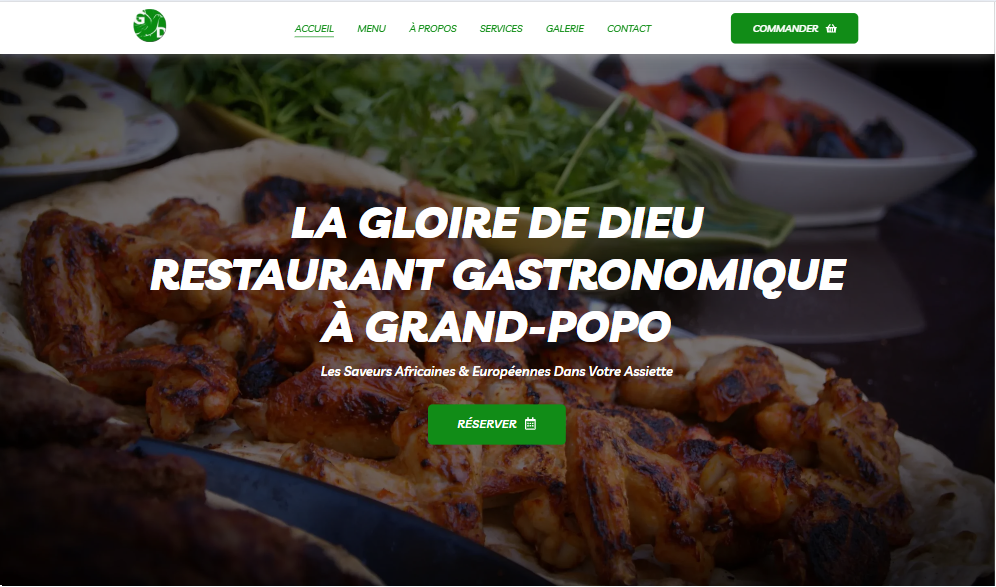 G D
ACCUEIL MENU À PROPOS SERVICES GALERIE CONTACT COMMANDER
LA GLOIRE DE DIEU
RESTAURANT GASTRONOMIQUE
À GRAND-POPO
Les Saveurs Africaines & Européennes Dans Votre Assiette
RÉSERVER